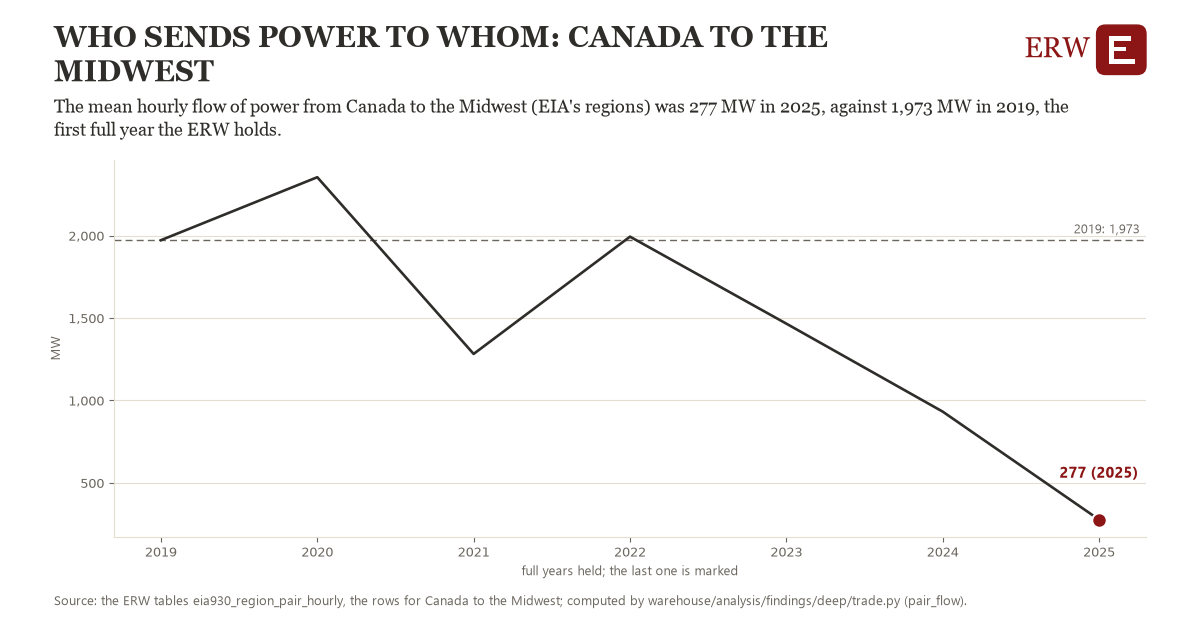 WHO SENDS POWER TO WHOM: CANADA TO THE
MIDWEST
ERW E
The mean hourly flow of power from Canada to the Midwest (EIA's regions) was 277 MW in 2025, against 1,973 MW in 2019, the
first full year the ERW holds.
2,000
1,500
1,000
500
MW
2019: 1,973
277 (2025)
2019 2020 2021 2022 2023 2024 2025
full years held; the last one is marked
Source: the ERW tables eia930_region_pair_hourly, the rows for Canada to the Midwest; computed by warehouse/analysis/findings/deep/trade.py (pair_flow).